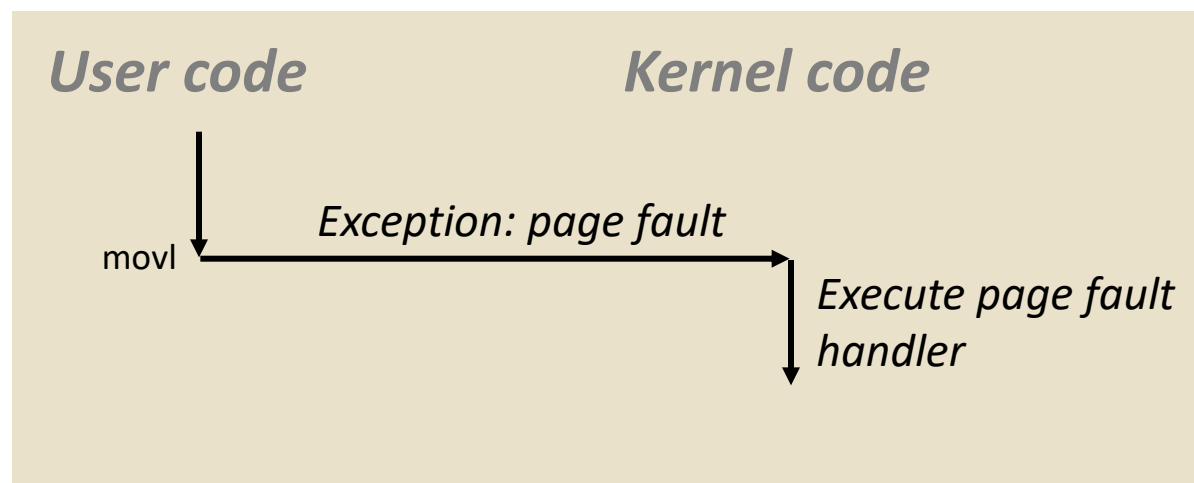 User code
Kernel code
Exception: page fault
movl
Execute page fault
handler